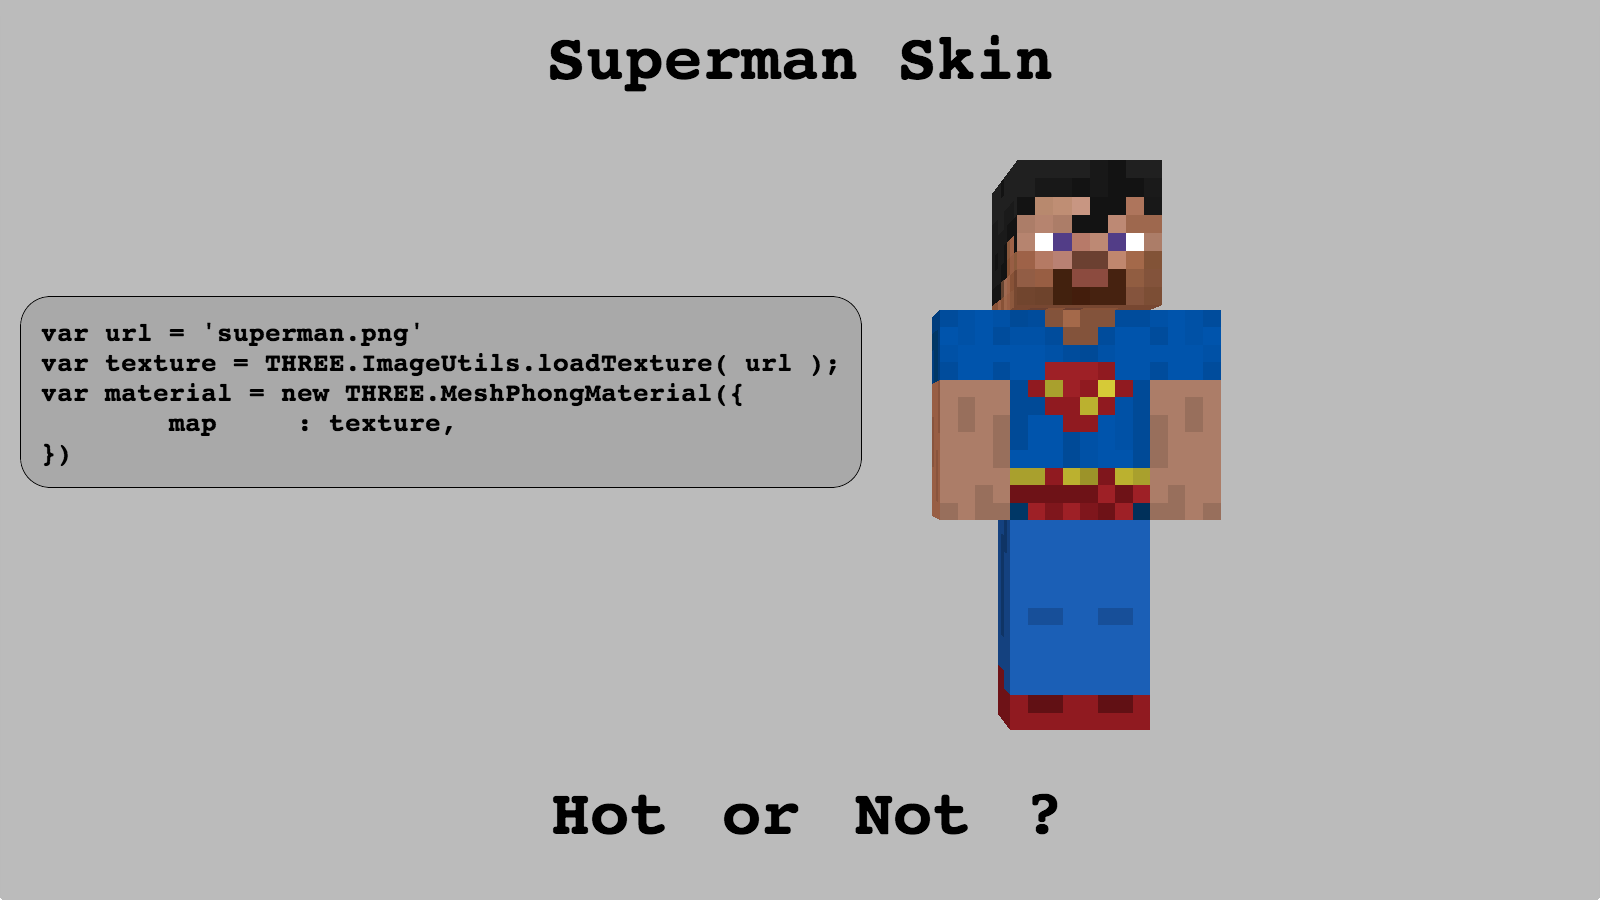 Superman Skin
var url = 'superman.png'
var texture = THREE.ImageUtils.loadTexture( url );
var material = new THREE.MeshPhongMaterial({
        map     : texture,
})
Hot or Not ?